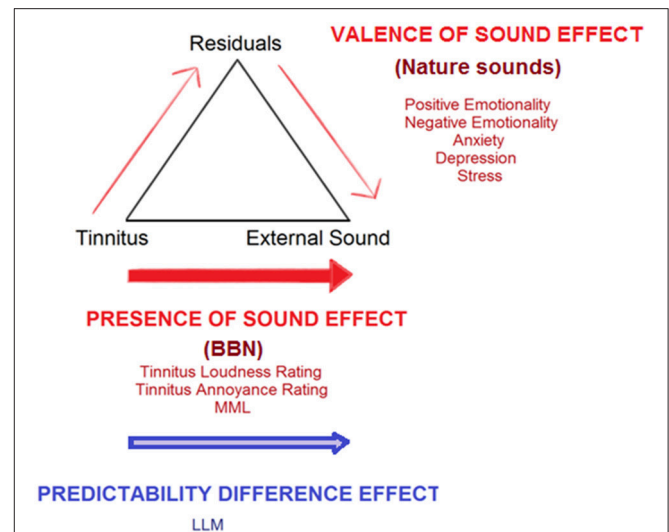 Residuals
VALENCE OF SOUND EFFECT
(Nature sounds)
Positive Emotionality
Negative Emotionality
Anxiety
Depression
Stress
Tinnitus
External Sound
PRESENCE OF SOUND EFFECT
(BBN)
Tinnitus Loudness Rating
Tinnitus Annoyance Rating
MML
PREDICTABILITY DIFFERENCE EFFECT
LLM